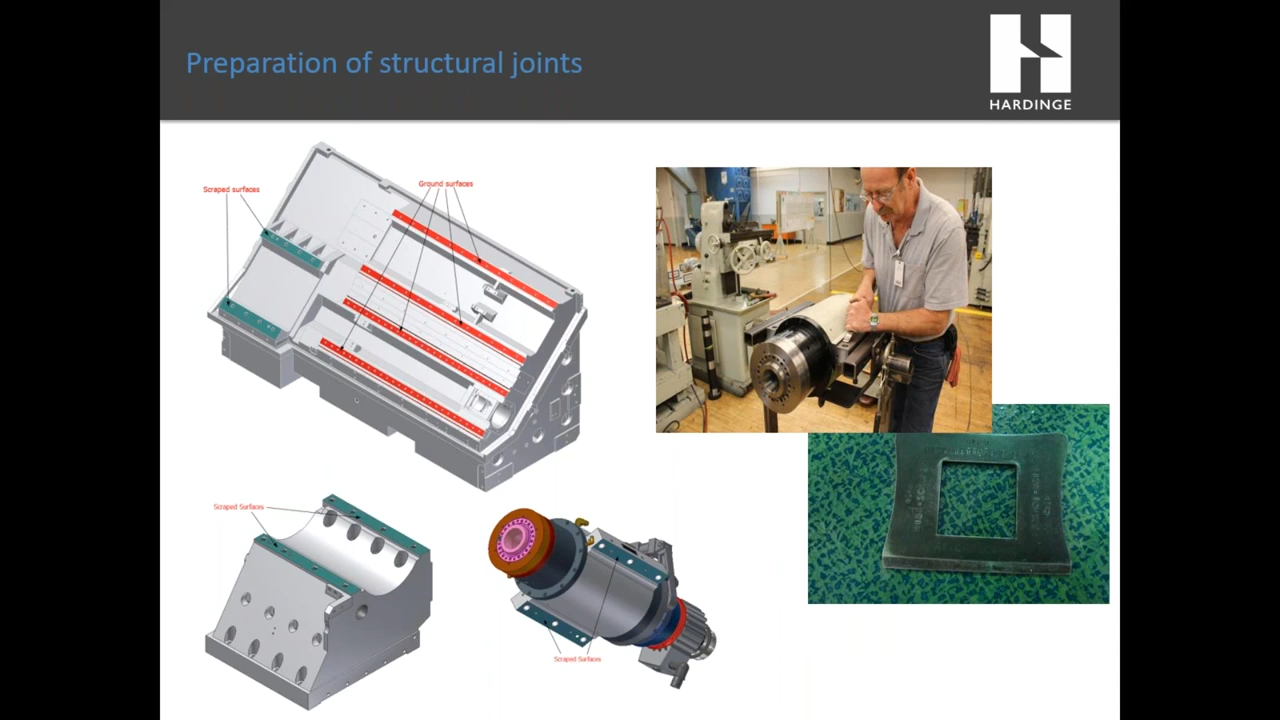 Preparation of structural joints
HARDINGE
Scraped surfaces
Ground surfaces
Scraped Surfaces
Scraped Surfaces